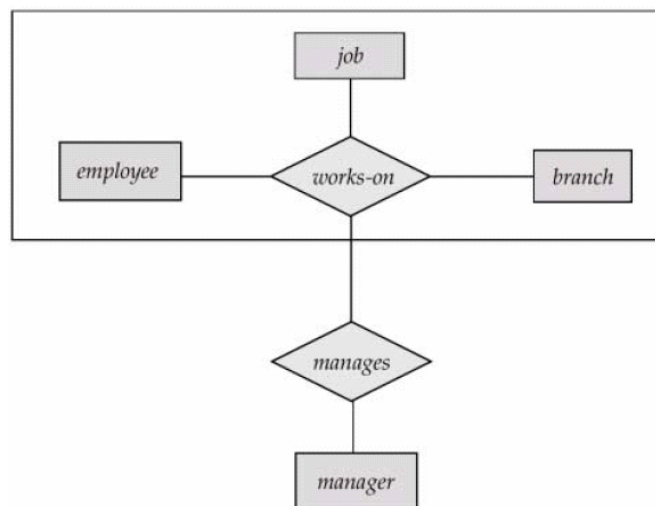 job
employee
works-on
branch
manages
manager